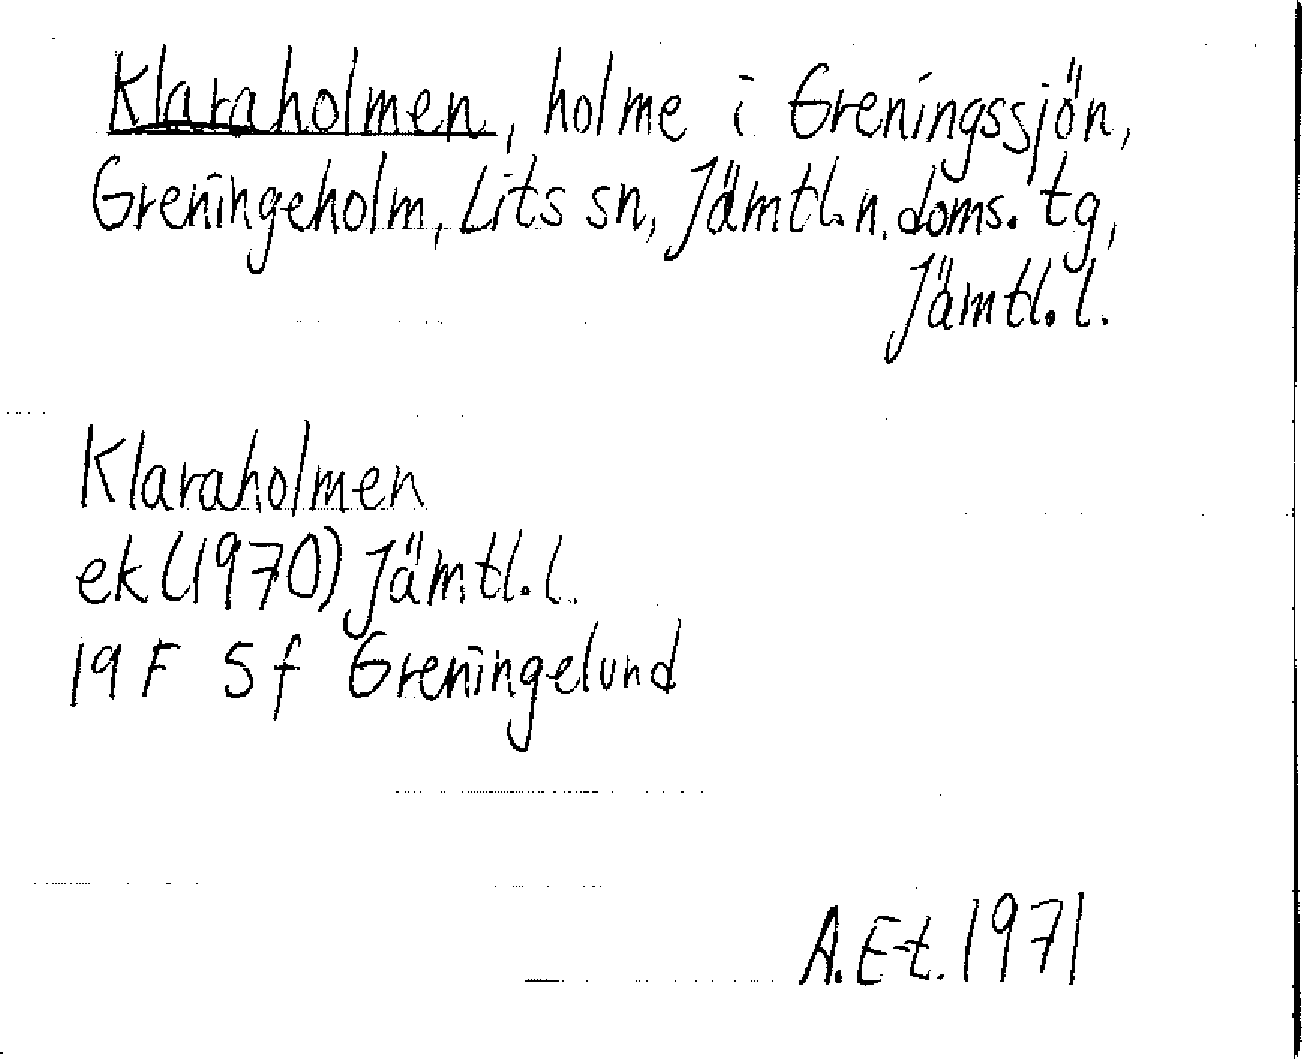 Klaraholmen, holme i Greningssjön,
Greningeholm, Lits sn, Jämtl. n. doms. tg,
Jämtl. l.
Klaraholmen
ek (1970) Jämtl. l.
19 F 5 f Greningelund
A. E-t. 1971